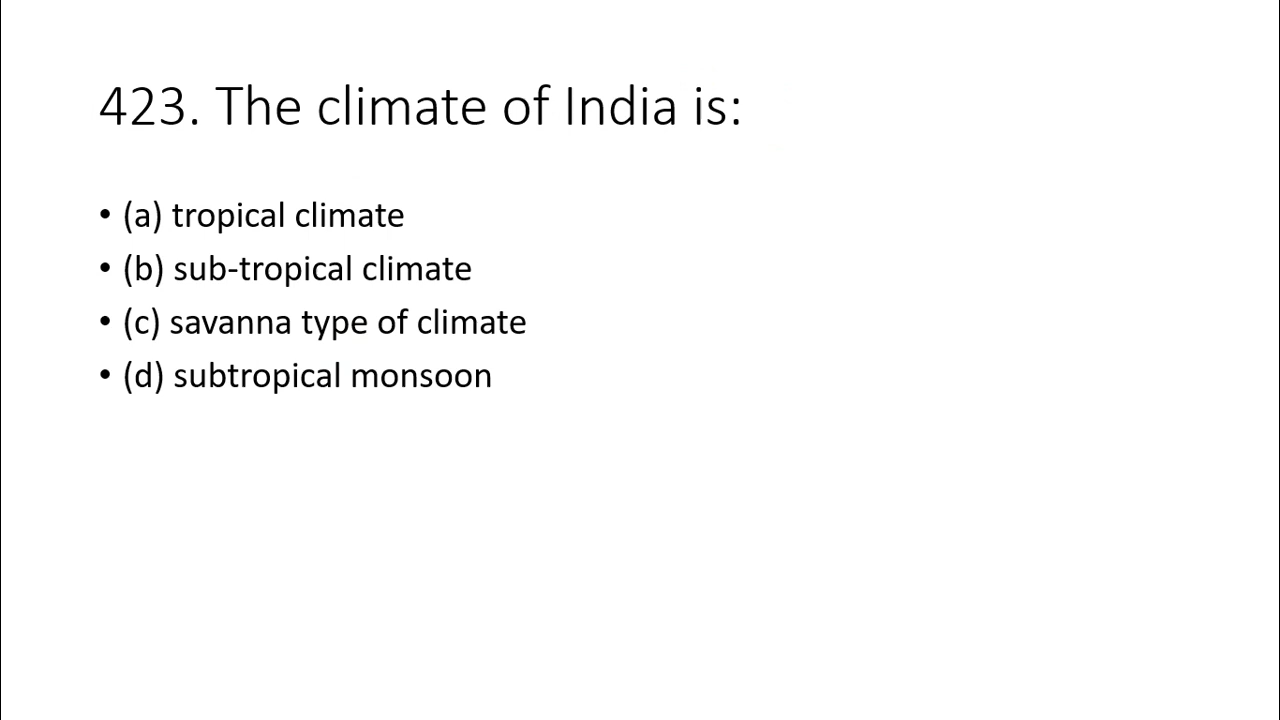 423. The climate of India is:
• (a) tropical climate
• (b) sub-tropical climate
• (c) savanna type of climate
• (d) subtropical monsoon